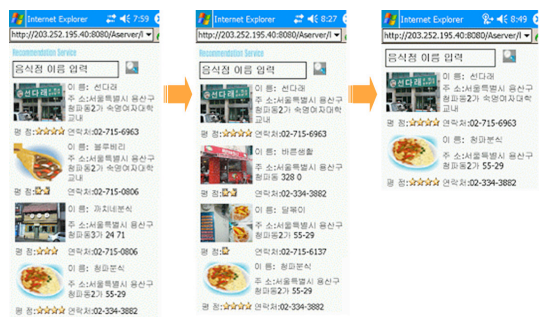 Internet Explorer 7:59
http://203.252.195.40:8080/Aserver/l
Recommendation Service
음식점 이름 입력
이 름: 선다래
주 소:서울특별시 용산구
청파동2가 숙명여자대학
교내
평 점: 연락처:02-715-6963
이 름: 블루베리
주 소:서울특별시 용산구
청파동2가 숙명여자대학
교내
평 점: 연락처:02-715-0806
이 름: 까치네분식
주 소:서울특별시 용산구
청파동3가 24 71
평 점: 연락처:02-715-0806
이 름: 청파분식
주 소:서울특별시 용산구
청파동2가 55-29
평 점: 연락처:02-334-3882
Internet Explorer 8:27
http://203.252.195.40:8080/Aserver/l
Recommendation Service
음식점 이름 입력
이 름: 선다래
주 소:서울특별시 용산구
청파동2가 숙명여자대학
교내
평 점: 연락처:02-715-6963
이 름: 바른생활
주 소:서울특별시 용산구
청파동 328 0
평 점: 연락처:02-334-3882
이 름: 달볶이
주 소:서울특별시 용산구
청파동2가 55-29
평 점: 연락처:02-715-6137
이 름: 청파분식
주 소:서울특별시 용산구
청파동2가 55-29
평 점: 연락처:02-334-3882
Internet Explorer 8:49
http://203.252.195.40:8080/Aserver/l
음식점 이름 입력
이 름: 선다래
주 소:서울특별시 용산구
청파동2가 숙명여자대학
교내
평 점: 연락처:02-715-6963
이 름: 청파분식
주 소:서울특별시 용산구
청파동2가 55-29
평 점: 연락처:02-334-3882